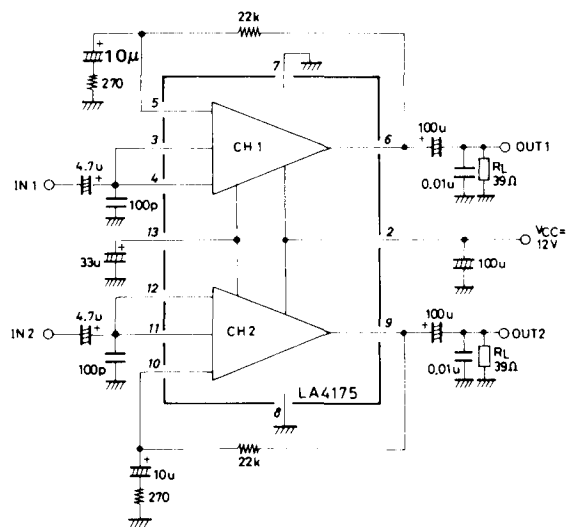 22k
10μ
270
7
5
3
4
CH 1
6
100u
OUT1
4.7u
IN 1
100p
0.01u
RL
39Ω
13
33u
2
VCC=
12V
100u
12
4.7u
IN 2
11
CH2
9
100u
OUT2
100p
10
0.01u
RL
39Ω
LA4175
8
22k
10u
270
+
+
+
+
+
+
+
+
+